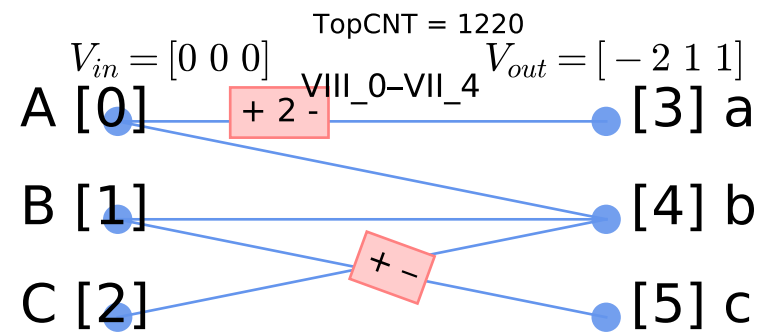 TopCNT = 1220
V_in = [0 0 0]
V_out = [− 2 1 1]
VIII_0–VII_4
A [0]
+ 2 -
[3] a
B [1]
[4] b
+ −
C [2]
[5] c